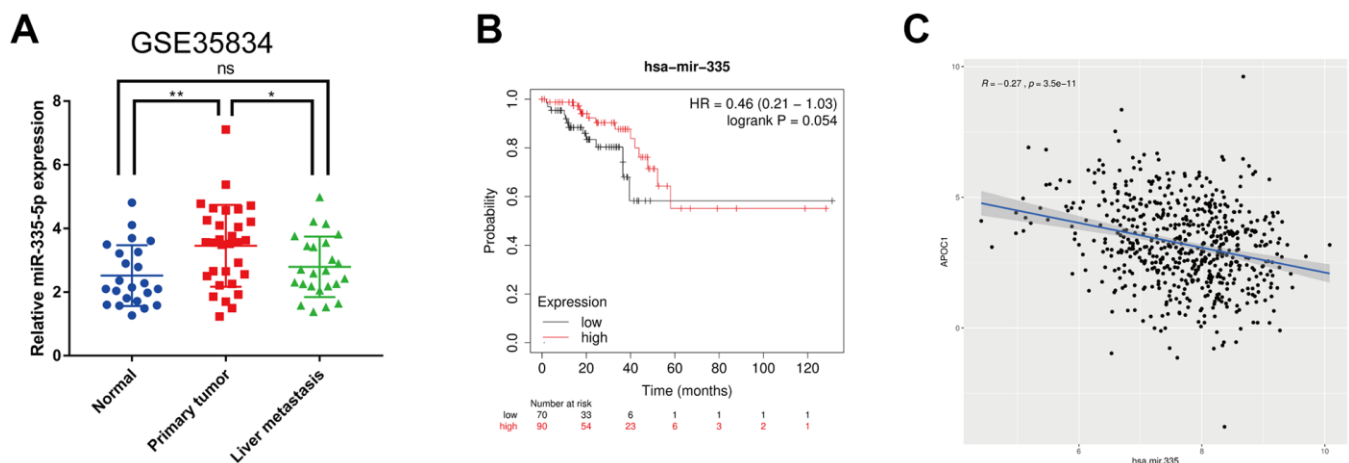 A
GSE35834
ns
**
*
Relative miR-335-5p expression
8
6
4
2
0
Normal
Primary tumor
Liver metastasis
B
hsa-mir-335
HR = 0.46 (0.21 − 1.03)
logrank P = 0.054
Probability
1.0
0.8
0.6
0.4
0.2
0.0
Expression
low
high
0 20 40 60 80 100 120
Time (months)
Number at risk
low 70 33 6 1 1 1 1
high 90 54 23 6 3 2 1
C
R = −0.27 , p = 3.5e−11
APOC1
10
5
0
6 8 10
hsa.mir.335